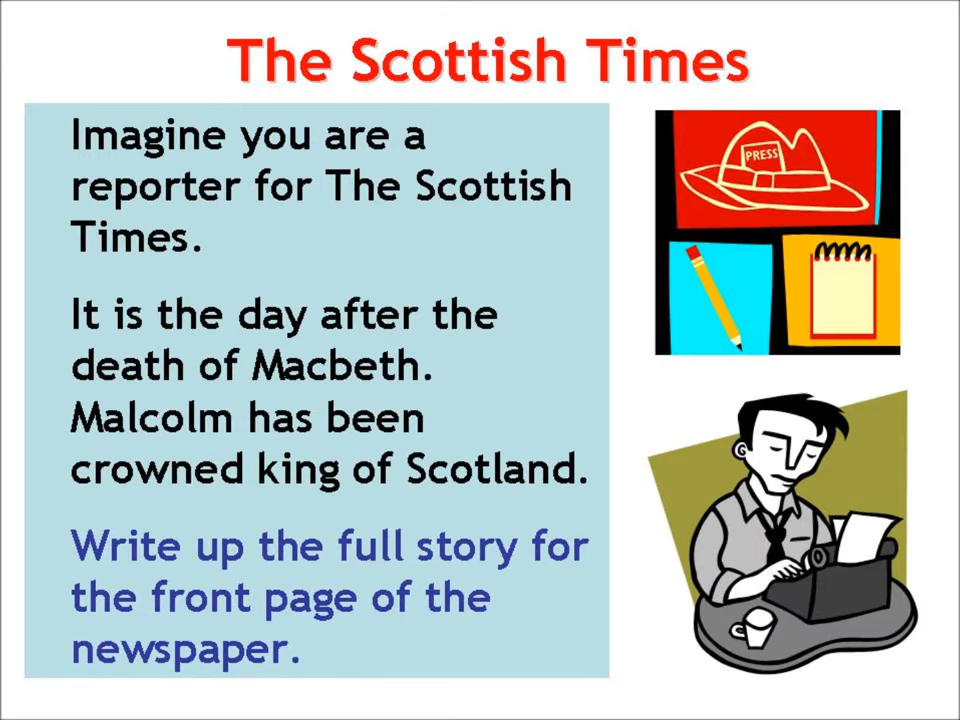 The Scottish Times
Imagine you are a
reporter for The Scottish
Times.
It is the day after the
death of Macbeth.
Malcolm has been
crowned king of Scotland.
Write up the full story for
the front page of the
newspaper.
PRESS